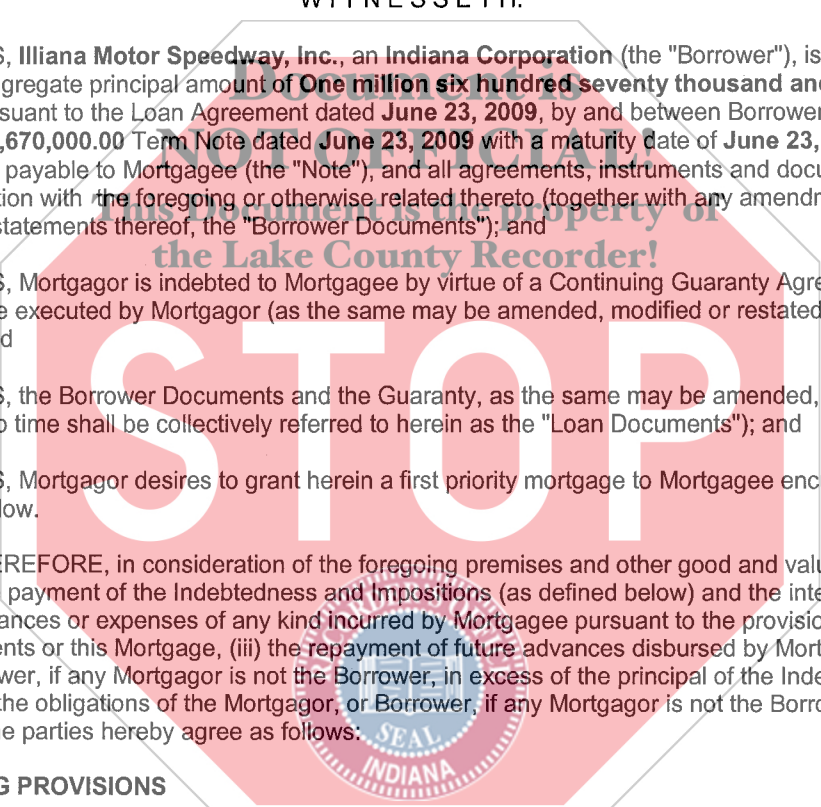 WITNESSETH:
S, Illiana Motor Speedway, Inc., an Indiana Corporation (the "Borrower"), is
gregate principal amount of One million six hundred seventy thousand and
suant to the Loan Agreement dated June 23, 2009, by and between Borrower
,670,000.00 Term Note dated June 23, 2009 with a maturity date of June 23,
payable to Mortgagee (the "Note"), and all agreements, instruments and docu
tion with the foregoing or otherwise related thereto (together with any amendm
statements thereof, the "Borrower Documents"); and
S, Mortgagor is indebted to Mortgagee by virtue of a Continuing Guaranty Agre
e executed by Mortgagor (as the same may be amended, modified or restated
d
S, the Borrower Documents and the Guaranty, as the same may be amended,
o time shall be collectively referred to herein as the "Loan Documents"); and
S, Mortgagor desires to grant herein a first priority mortgage to Mortgagee enc
low.
EREFORE, in consideration of the foregoing premises and other good and valu
payment of the Indebtedness and Impositions (as defined below) and the inte
ances or expenses of any kind incurred by Mortgagee pursuant to the provisio
ents or this Mortgage, (iii) the repayment of future advances disbursed by Mort
wer, if any Mortgagor is not the Borrower, in excess of the principal of the Inde
the obligations of the Mortgagor, or Borrower, if any Mortgagor is not the Borro
e parties hereby agree as follows:
G PROVISIONS
Document is
NOT OFFICIAL!
This Document is the property of
the Lake County Recorder!
STOP
SEAL
INDIANA